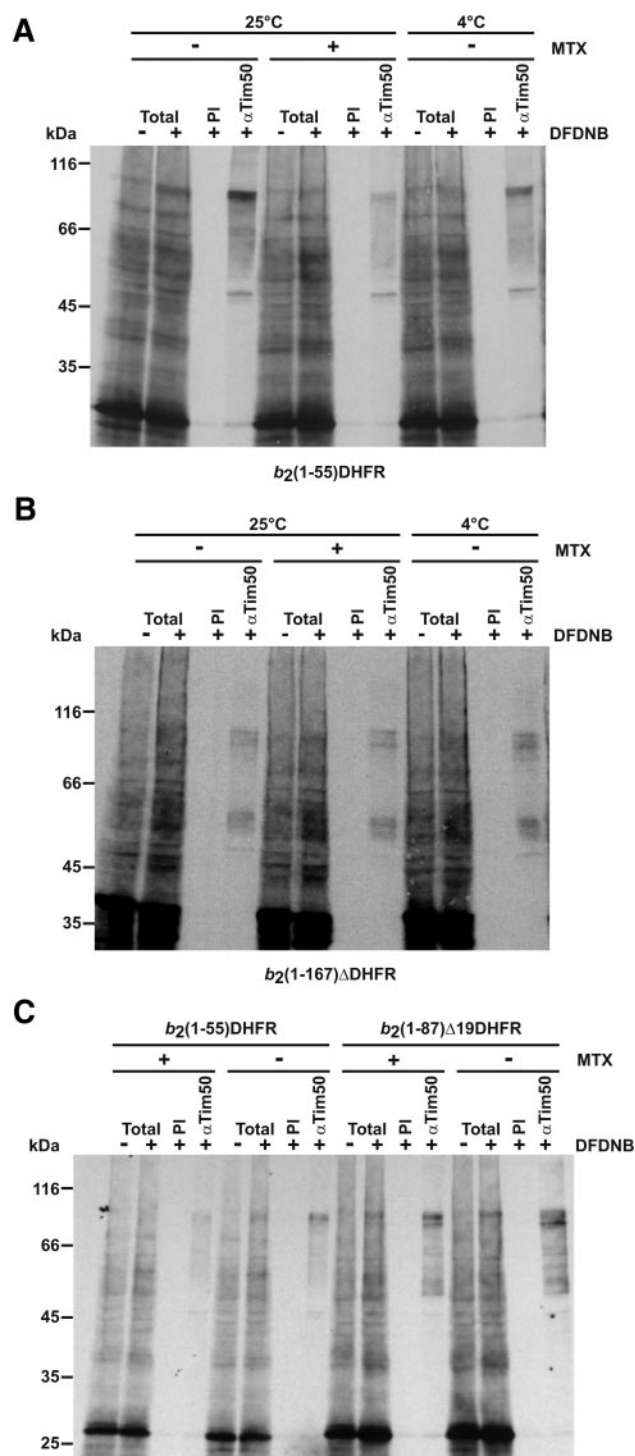 A
25°C 4°C
- + - MTX
Total PI αTim50 Total PI αTim50 Total PI αTim50
kDa - + + + - + + + - + + + DFDNB
116
66
45
35
b2(1-55)DHFR
B
25°C 4°C
- + - MTX
Total PI αTim50 Total PI αTim50 Total PI αTim50
kDa - + + + - + + + - + + + DFDNB
116
66
45
35
b2(1-167)ΔDHFR
C
b2(1-55)DHFR b2(1-87)Δ19DHFR
+ - + - MTX
Total PI αTim50 Total PI αTim50 Total PI αTim50 Total PI αTim50
kDa - + + + - + + + - + + + - + + + DFDNB
116
66
45
35
25